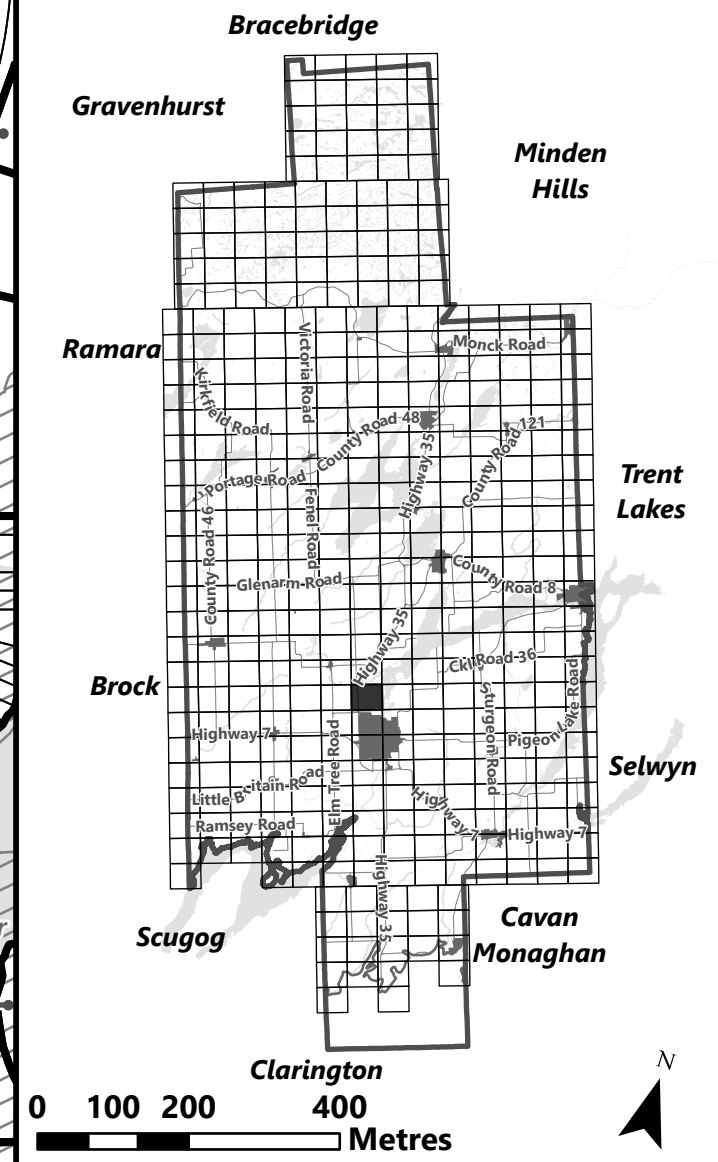 Bracebridge
Gravenhurst
Minden
Hills
Ramara
Monck Road
Victoria Road
Kirkfield Road
County Road 48
County Road 121
Highway 35
Portage Road
Trent
Lakes
Fenel Road
County Road 46
Glenarm Road
County Road 8
Highway 35
Ckl Road 36
Brock
Sturgeon Road
Pigeon Lake Road
Highway 7
Elm Tree Road
Selwyn
Little Britain Road
Highway 7
Ramsey Road
Highway 7
Highway 35
Scugog
Cavan
Monaghan
Clarington
N
0 100 200 400
Metres